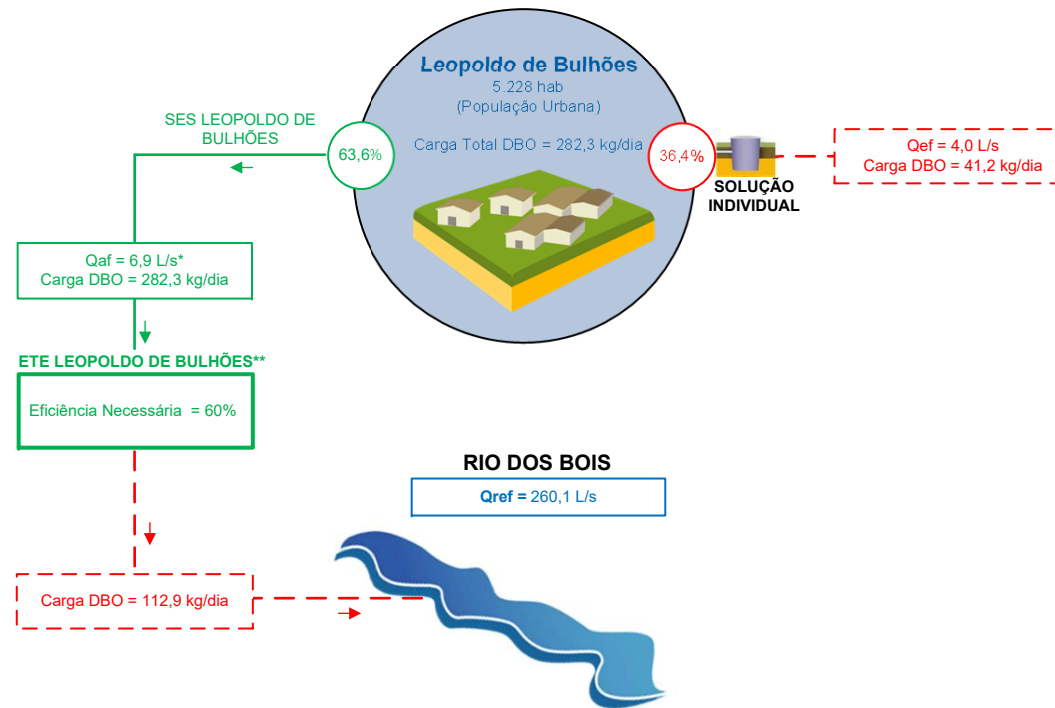 Leopoldo de Bulhões
5.228 hab
(População Urbana)
Carga Total DBO = 282,3 kg/dia
SES LEOPOLDO DE
BULHÕES
63,6%
36,4%
SOLUÇÃO
INDIVIDUAL
Qef = 4,0 L/s
Carga DBO = 41,2 kg/dia
Qaf = 6,9 L/s*
Carga DBO = 282,3 kg/dia
ETE LEOPOLDO DE BULHÕES**
Eficiência Necessária = 60%
RIO DOS BOIS
Qref = 260,1 L/s
Carga DBO = 112,9 kg/dia